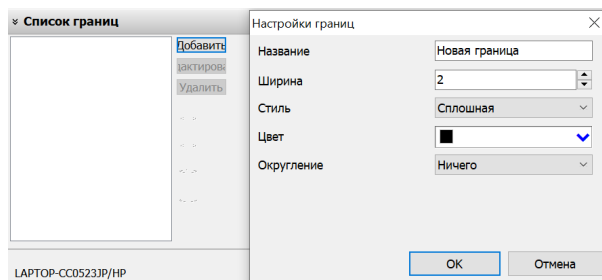 Список границ
Добавить
дактирова
Удалить
LAPTOP-CC0523JP/HP
Настройки границ
Название
Новая граница
Ширина
2
Стиль
Сплошная
Цвет
Округление
Ничего
OK
Отмена